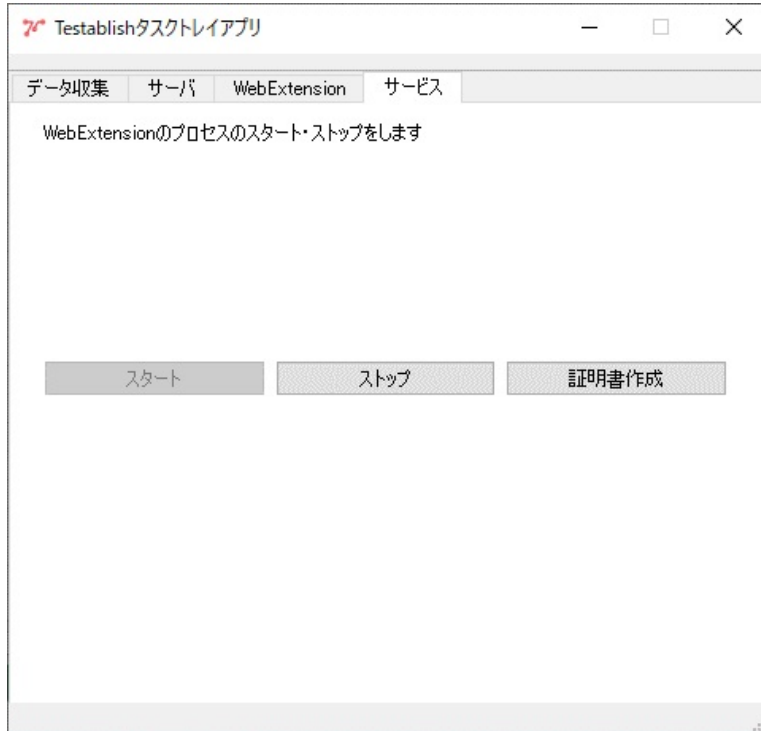 Testablishタスクトレイアプリ
データ収集 サーバ WebExtension サービス
WebExtensionのプロセスのスタート・ストップをします
スタート ストップ 証明書作成